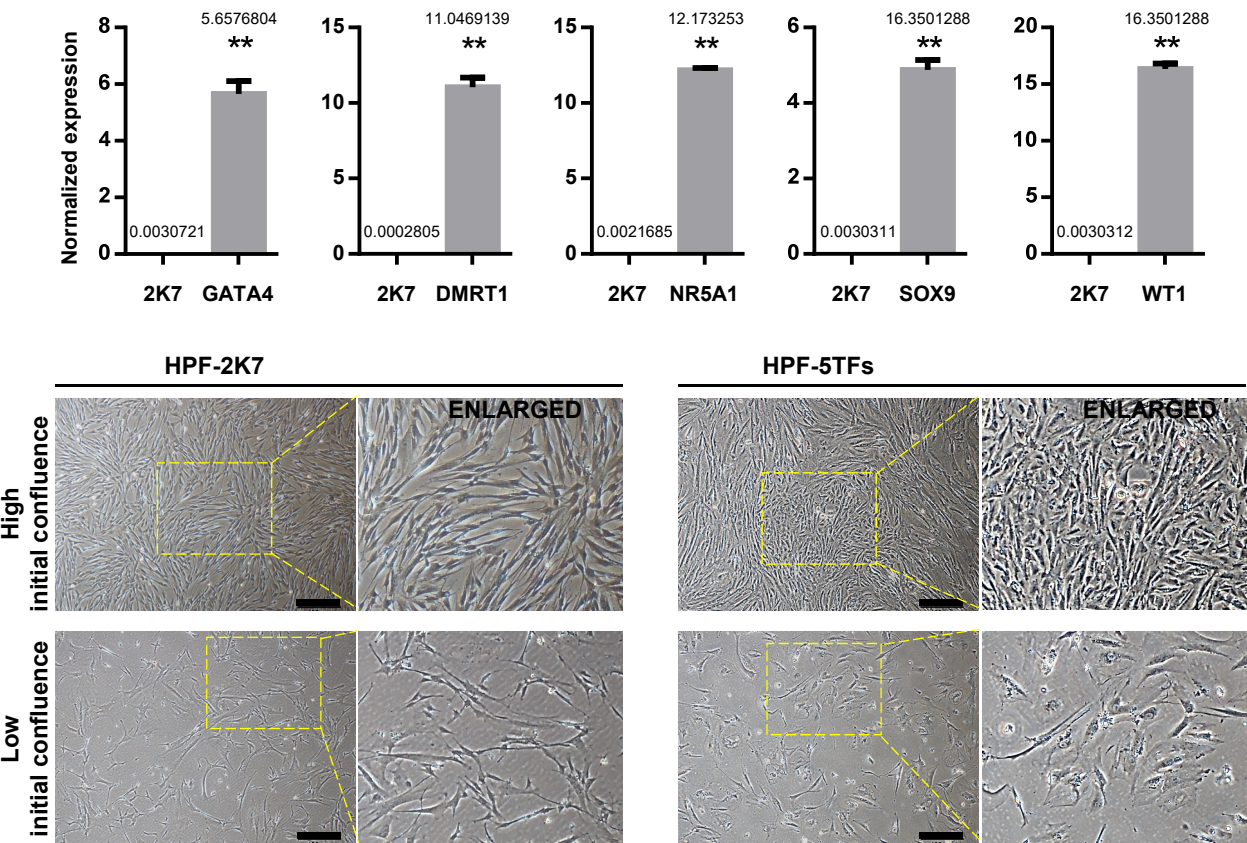 5.6576804
11.0469139
12.173253
16.3501288
16.3501288
**
**
**
**
**
Normalized expression
8
6
4
2
0
15
10
5
0
15
10
5
0
6
4
2
0
20
15
10
5
0
0.0030721
0.0002805
0.0021685
0.0030311
0.0030312
2K7 GATA4
2K7 DMRT1
2K7 NR5A1
2K7 SOX9
2K7 WT1
HPF-2K7
HPF-5TFs
High
initial confluence
ENLARGED
ENLARGED
Low
initial confluence